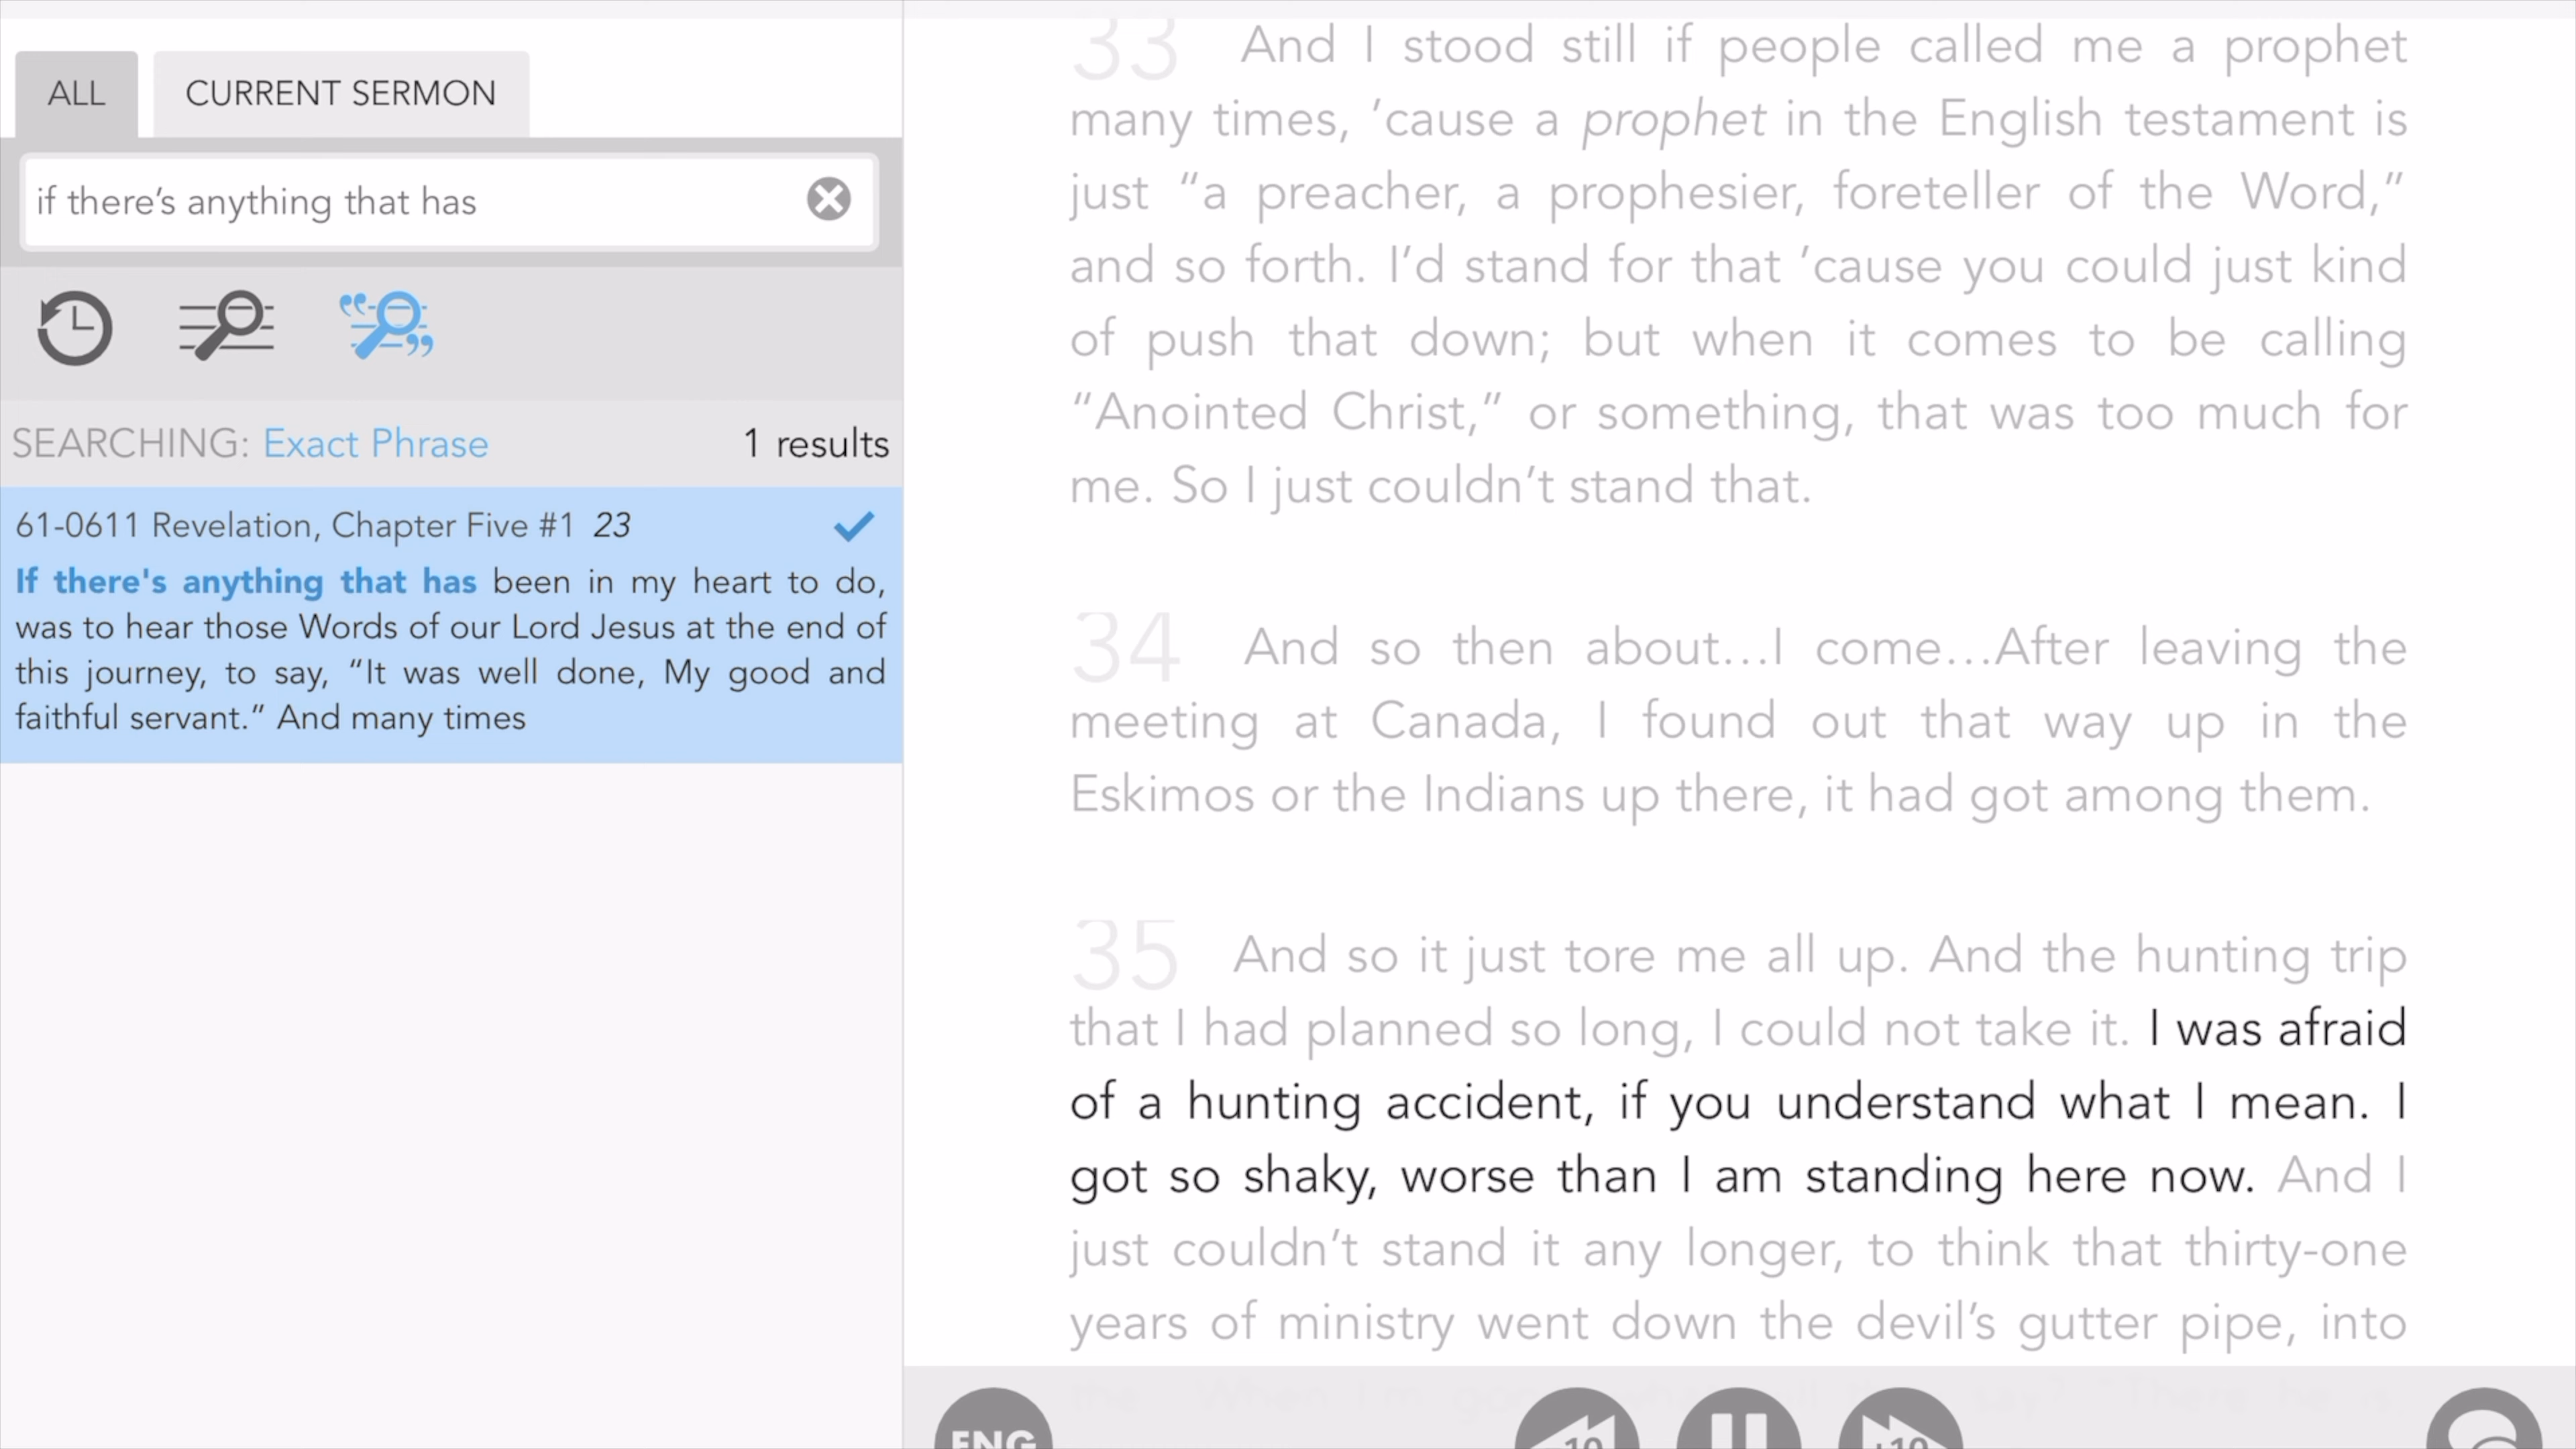 ALL
CURRENT SERMON
if there’s anything that has
SEARCHING: Exact Phrase
1 results
61-0611 Revelation, Chapter Five #1 23
If there's anything that has been in my heart to do,
was to hear those Words of our Lord Jesus at the end of
this journey, to say, “It was well done, My good and
faithful servant.” And many times
33 And I stood still if people called me a prophet
many times, ’cause a prophet in the English testament is
just “a preacher, a prophesier, foreteller of the Word,”
and so forth. I’d stand for that ’cause you could just kind
of push that down; but when it comes to be calling
“Anointed Christ,” or something, that was too much for
me. So I just couldn’t stand that.
34 And so then about…I come…After leaving the
meeting at Canada, I found out that way up in the
Eskimos or the Indians up there, it had got among them.
35 And so it just tore me all up. And the hunting trip
that I had planned so long, I could not take it. I was afraid
of a hunting accident, if you understand what I mean. I
got so shaky, worse than I am standing here now. And I
just couldn’t stand it any longer, to think that thirty-one
years of ministry went down the devil’s gutter pipe, into
ENG